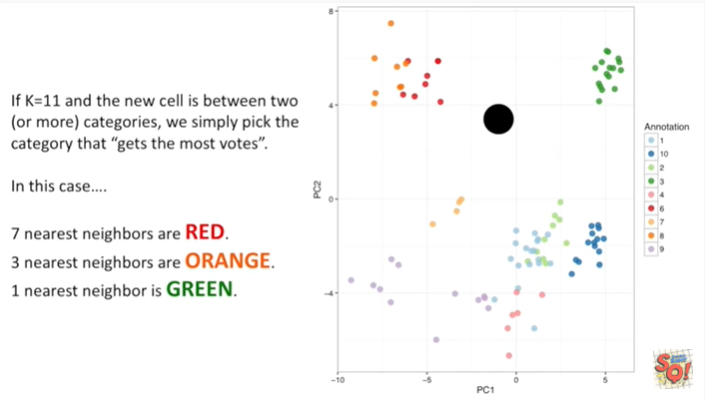 If K=11 and the new cell is between two
(or more) categories, we simply pick the
category that “gets the most votes”.
In this case....
7 nearest neighbors are RED.
3 nearest neighbors are ORANGE.
1 nearest neighbor is GREEN.
8
4
0
−4
PC2
−10
−5
0
5
PC1
Annotation
1
10
2
3
4
6
7
8
9
SQ!